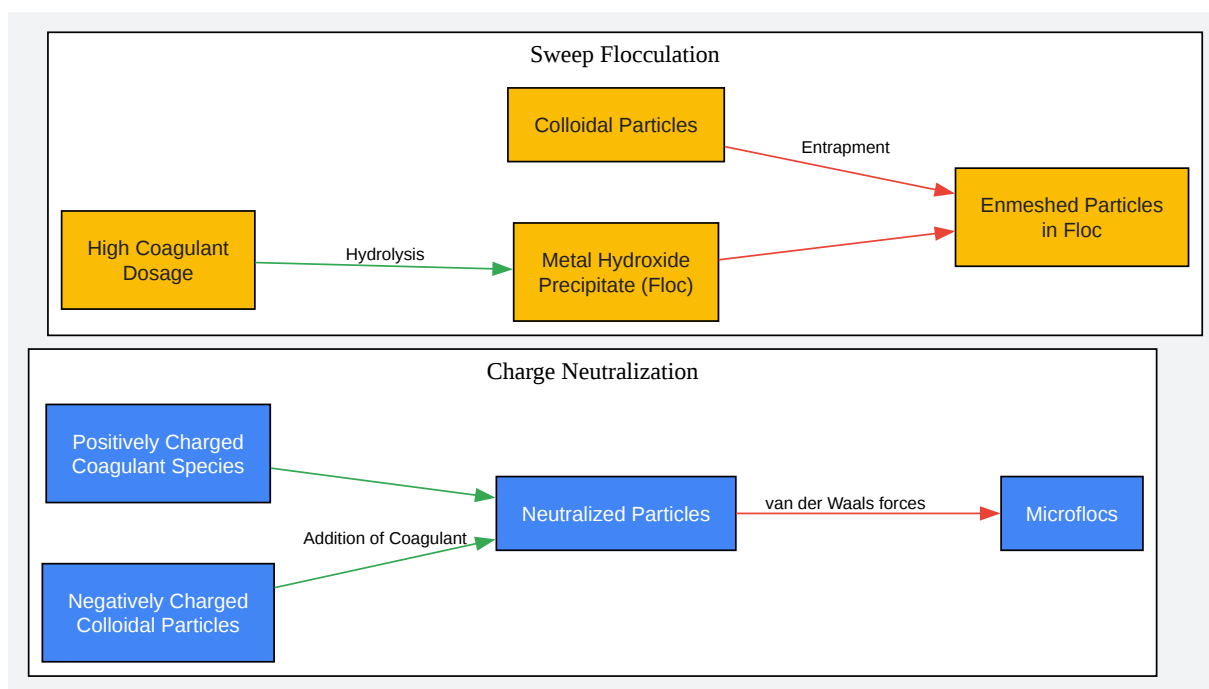 Sweep Flocculation
Colloidal Particles
Entrapment
Enmeshed Particles
in Floc
High Coagulant
Dosage
Hydrolysis
Metal Hydroxide
Precipitate (Floc)
Charge Neutralization
Positively Charged
Coagulant Species
Neutralized Particles
van der Waals forces
Microflocs
Addition of Coagulant
Negatively Charged
Colloidal Particles